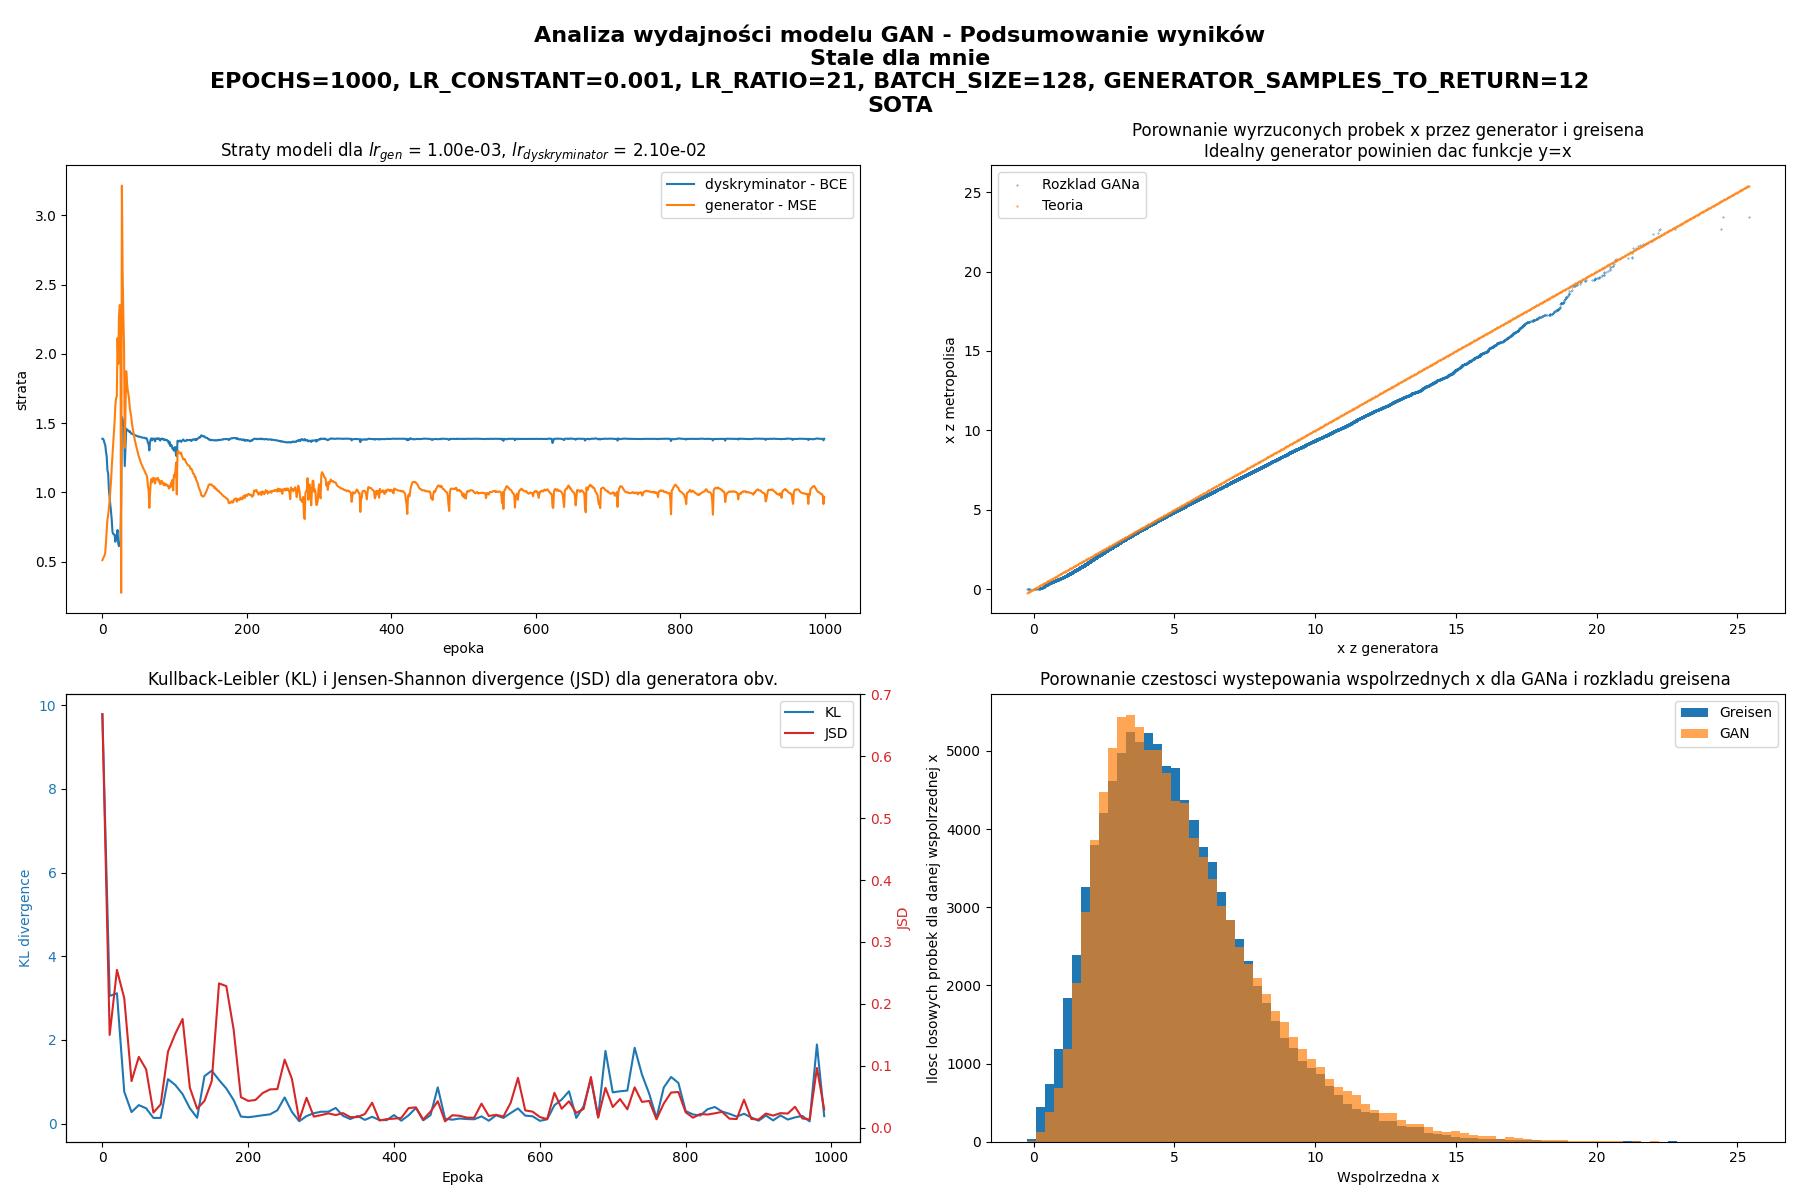 Analiza wydajności modelu GAN - Podsumowanie wyników
Stale dla mnie
EPOCHS=1000, LR_CONSTANT=0.001, LR_RATIO=21, BATCH_SIZE=128, GENERATOR_SAMPLES_TO_RETURN=12
SOTA
Straty modeli dla lr_gen = 1.00e-03, lr_dyskryminator = 2.10e-02
dyskryminator - BCE
generator - MSE
strata
3.0
2.5
2.0
1.5
1.0
0.5
0 200 400 600 800 1000
epoka
Porownanie wyrzuconych probek x przez generator i greisena
Idealny generator powinien dac funkcje y=x
Rozklad GANa
Teoria
x z metropolisa
25
20
15
10
5
0
0 5 10 15 20 25
x z generatora
Kullback-Leibler (KL) i Jensen-Shannon divergence (JSD) dla generatora obv.
KL
JSD
KL divergence
10
8
6
4
2
0
JSD
0.7
0.6
0.5
0.4
0.3
0.2
0.1
0.0
0 200 400 600 800 1000
Epoka
Porownanie czestosci wystepowania wspolrzednych x dla GANa i rozkladu greisena
Greisen
GAN
Ilosc losowych probek dla danej wspolrzednej x
5000
4000
3000
2000
1000
0
0 5 10 15 20 25
Wspolrzedna x